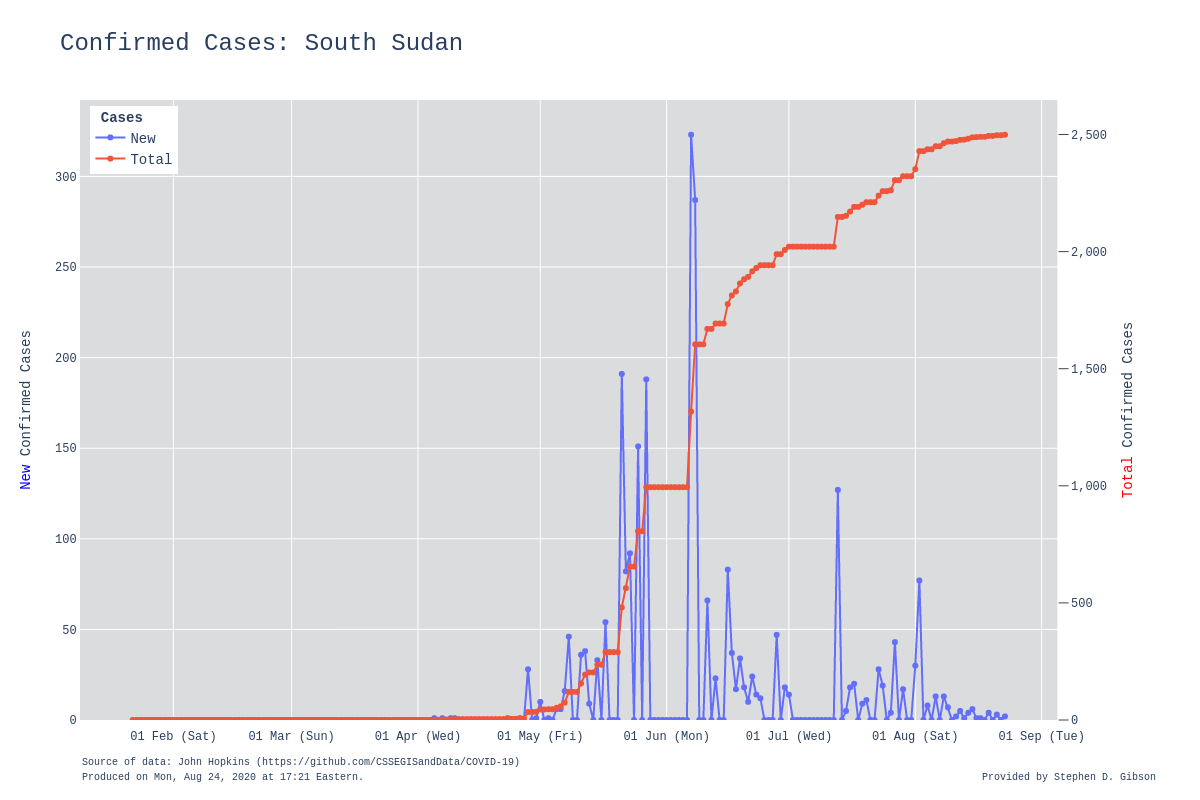 Confirmed Cases: South Sudan
Cases
New
Total
300
250
200
150
100
50
0
2,500
2,000
1,500
1,000
500
0
New Confirmed Cases
Total Confirmed Cases
01 Feb (Sat)
01 Mar (Sun)
01 Apr (Wed)
01 May (Fri)
01 Jun (Mon)
01 Jul (Wed)
01 Aug (Sat)
01 Sep (Tue)
Source of data: John Hopkins (https://github.com/CSSEGISandData/COVID-19)
Produced on Mon, Aug 24, 2020 at 17:21 Eastern.
Provided by Stephen D. Gibson